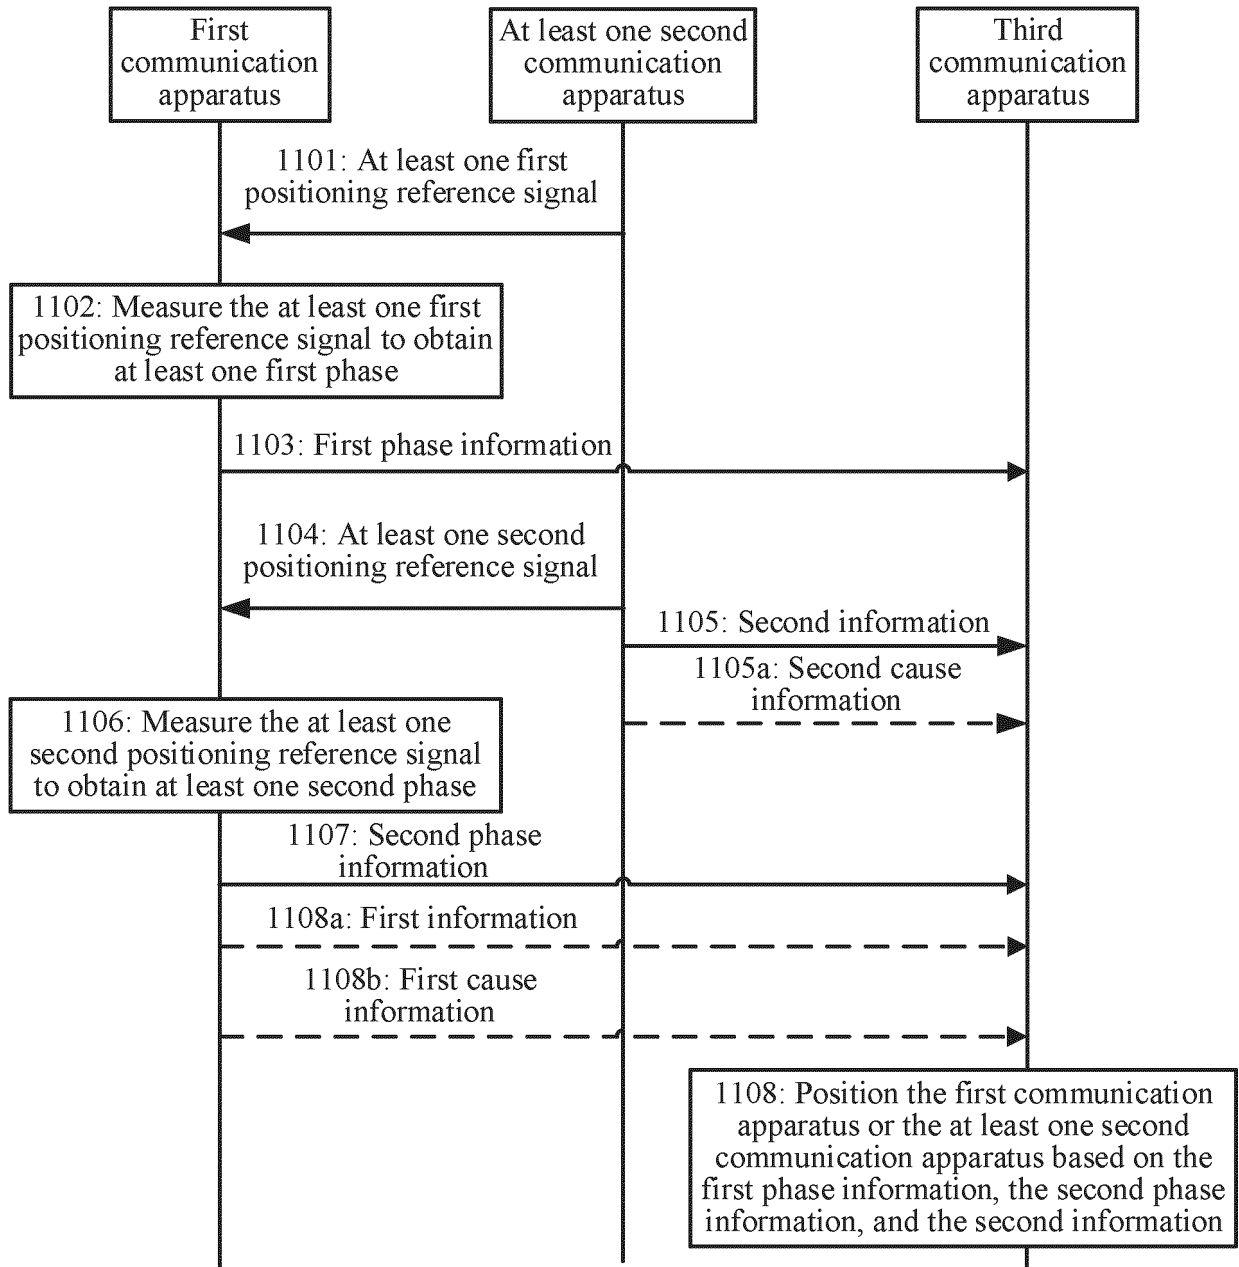 First
communication
apparatus
At least one second
communication
apparatus
Third
communication
apparatus
1101: At least one first
positioning reference signal
1102: Measure the at least one first
positioning reference signal to obtain
at least one first phase
1103: First phase information
1104: At least one second
positioning reference signal
1105: Second information
1105a: Second cause
information
1106: Measure the at least one
second positioning reference signal
to obtain at least one second phase
1107: Second phase
information
1108a: First information
1108b: First cause
information
1108: Position the first communication
apparatus or the at least one second
communication apparatus based on the
first phase information, the second phase
information, and the second information